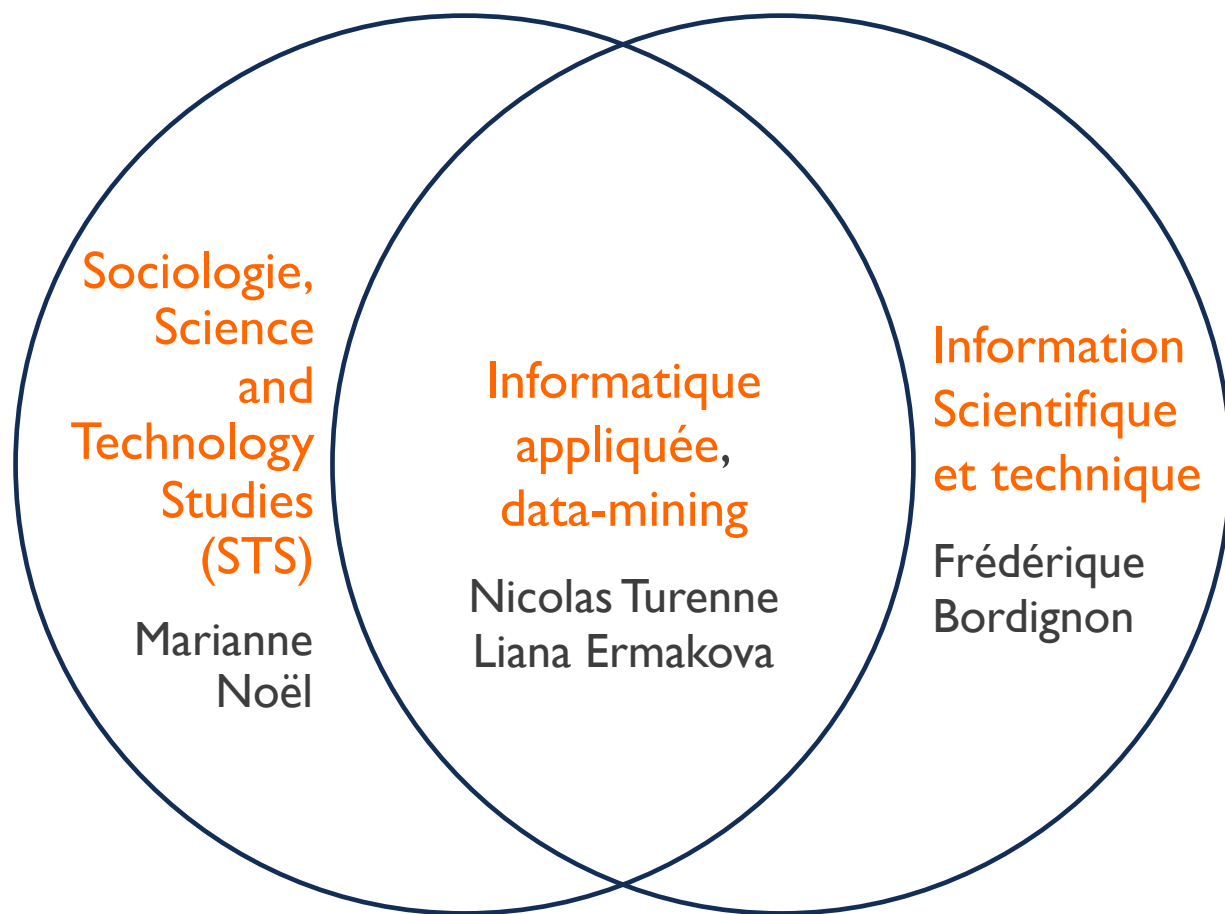 Sociologie,
Science
and
Technology
Studies
(STS)
Marianne
Noël
Informatique
appliquée,
data-mining
Nicolas Turenne
Liana Ermakova
Information
Scientifique
et technique
Frédérique
Bordignon